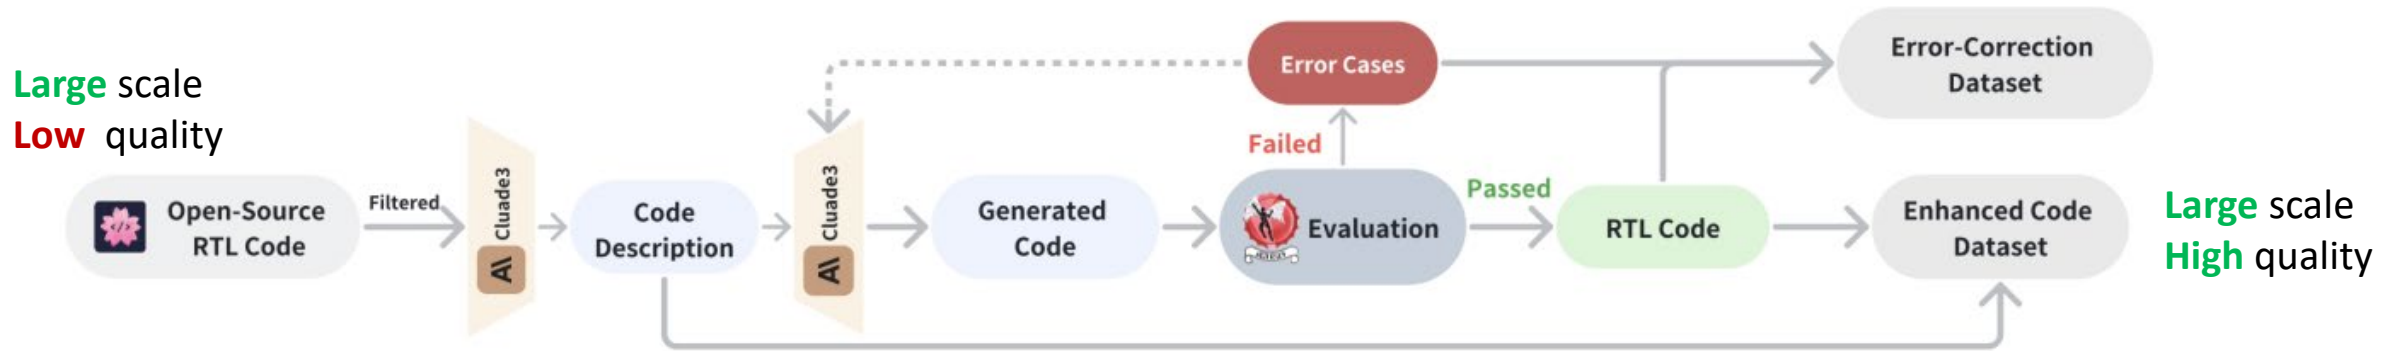 Large scale
Low quality
Open-Source
RTL Code
Filtered
Cluade3
Code
Description
Cluade3
Generated
Code
Evaluation
Failed
Error Cases
Passed
RTL Code
Error-Correction
Dataset
Enhanced Code
Dataset
Large scale
High quality